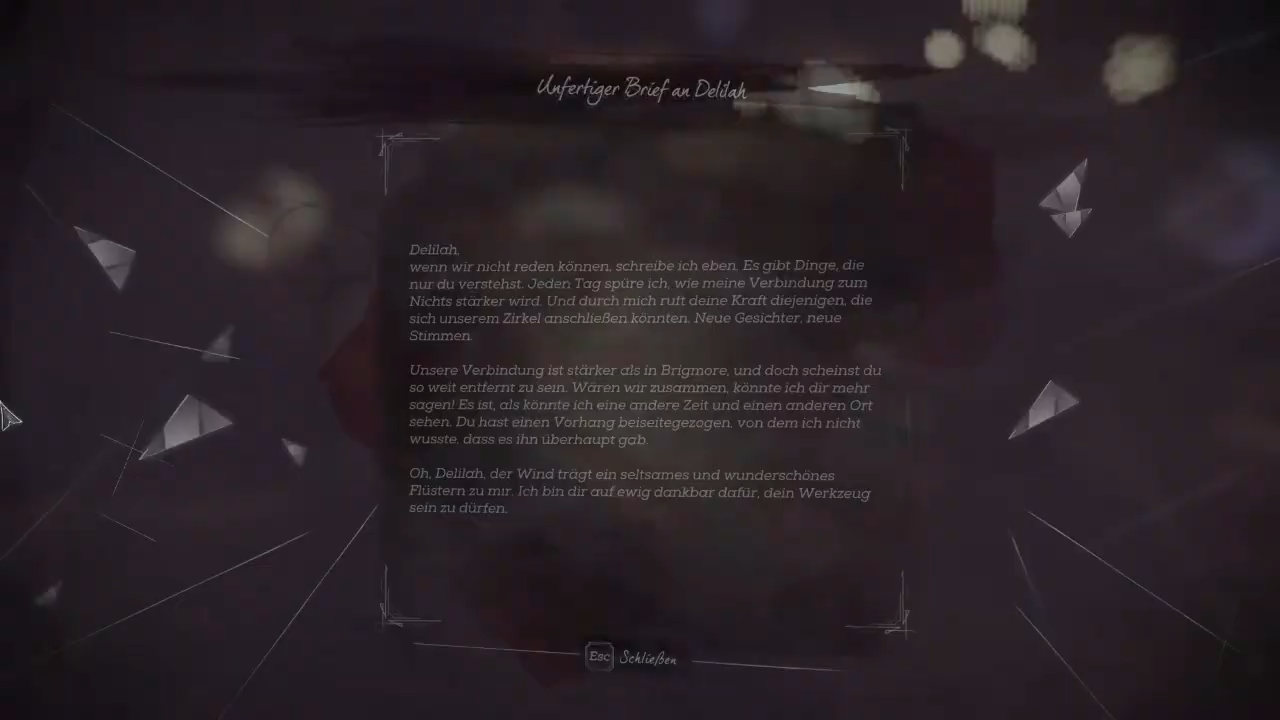 Unfertiger Brief an Delilah
Delilah,
wenn wir nicht reden können, schreibe ich eben. Es gibt Dinge, die
nur du verstehst. Jeden Tag spüre ich, wie meine Verbindung zum
Nichts stärker wird. Und durch mich ruft deine Kraft diejenigen, die
sich unserem Zirkel anschließen könnten. Neue Gesichter, neue
Stimmen.
Unsere Verbindung ist stärker als in Brigmore, und doch scheinst du
so weit entfernt zu sein. Wären wir zusammen, könnte ich dir mehr
sagen! Es ist, als könnte ich eine andere Zeit und einen anderen Ort
sehen. Du hast einen Vorhang beiseitegezogen, von dem ich nicht
wusste, dass es ihn überhaupt gab.
Oh, Delilah, der Wind trägt ein seltsames und wunderschönes
Flüstern zu mir. Ich bin dir auf ewig dankbar dafür, dein Werkzeug
sein zu dürfen.
Esc Schließen